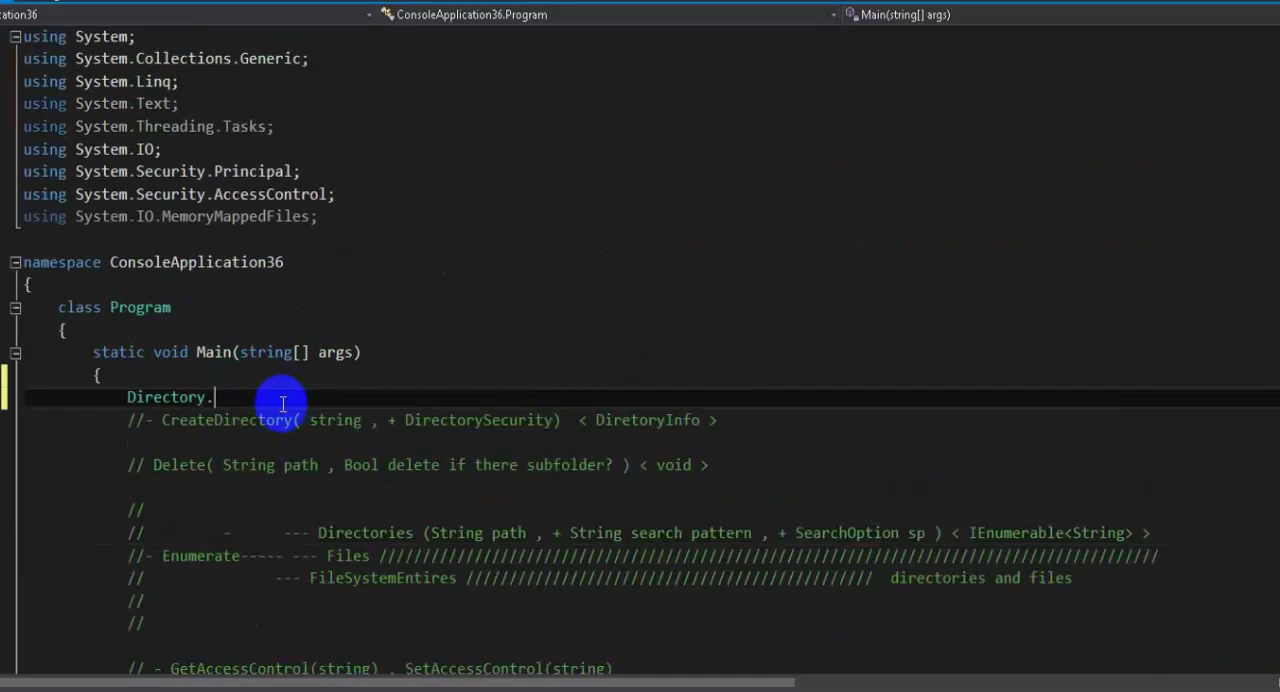 ation36 ConsoleApplication36.Program Main(string[] args)
using System;
using System.Collections.Generic;
using System.Linq;
using System.Text;
using System.Threading.Tasks;
using System.IO;
using System.Security.Principal;
using System.Security.AccessControl;
using System.IO.MemoryMappedFiles;
namespace ConsoleApplication36
{
class Program
{
static void Main(string[] args)
{
Directory.
//- CreateDirectory( string , + DirectorySecurity) < DiretoryInfo >
// Delete( String path , Bool delete if there subfolder? ) < void >
//
// - --- Directories (String path , + String search pattern , + SearchOption sp ) < IEnumerable<String> >
//- Enumerate----- --- Files //////////////////////////////////////////////////////////////////////////////////////////
// --- FileSystemEntires /////////////////////////////////////////////// directories and files
//
//
// - GetAccessControl(string) , SetAccessControl(string)